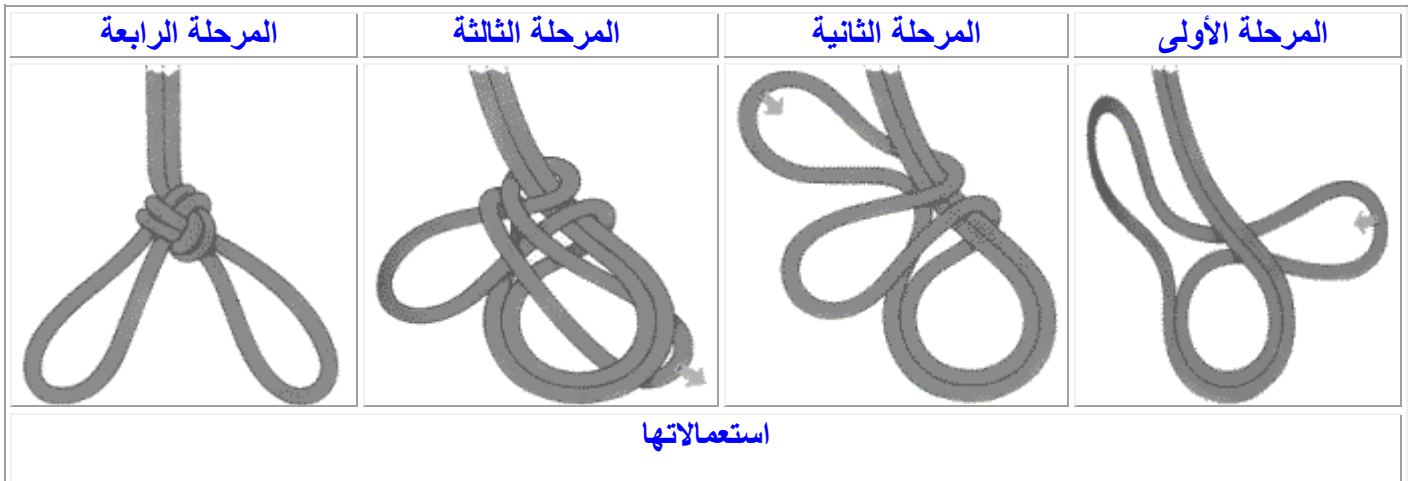 المرحلة الأولى
المرحلة الثانية
المرحلة الثالثة
المرحلة الرابعة
استعمالاتها